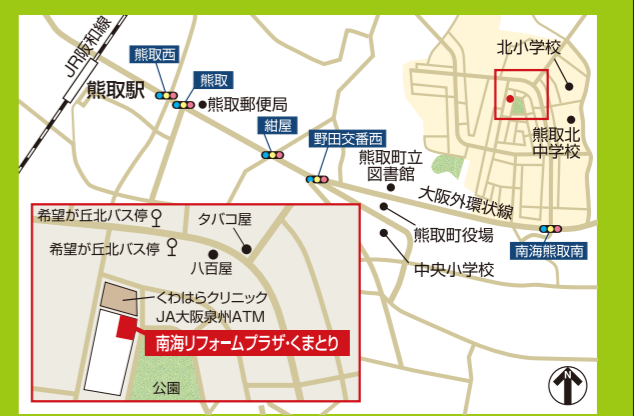 JR阪和線
熊取駅
熊取西
熊取
熊取郵便局
紺屋
野田交番西
熊取町立
図書館
大阪外環状線
熊取町役場
中央小学校
南海熊取南
北小学校
熊取北
中学校
希望が丘北バス停
タバコ屋
希望が丘北バス停
八百屋
くわはらクリニック
JA大阪泉州ATM
南海リフォームプラザ・くまとり
公園
N